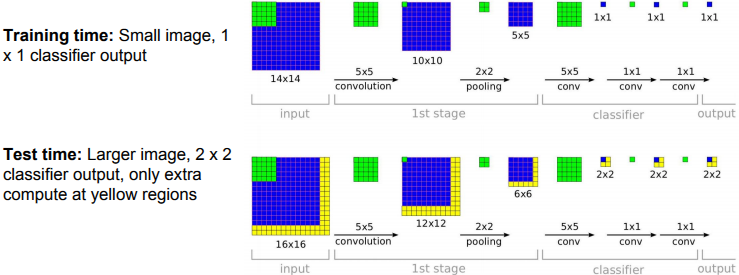 Training time: Small image, 1
x 1 classifier output
14x14
5x5
convolution
10x10
2x2
pooling
5x5
5x5
conv
1x1
1x1
conv
1x1
1x1
conv
1x1
input
1st stage
classifier
output
Test time: Larger image, 2 x 2
classifier output, only extra
compute at yellow regions
16x16
5x5
convolution
12x12
2x2
pooling
6x6
5x5
conv
2x2
1x1
conv
2x2
1x1
conv
2x2
input
1st stage
classifier
output